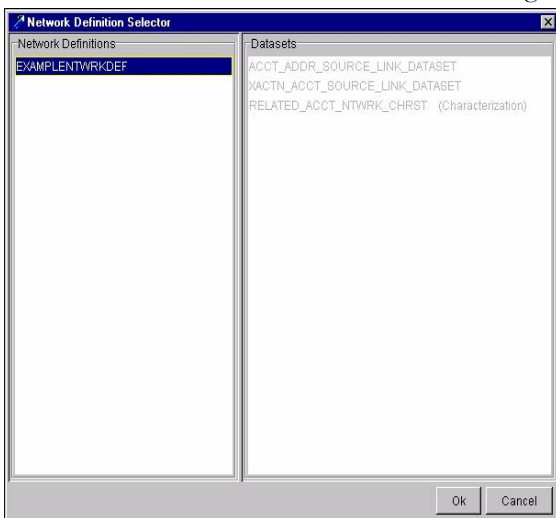 Network Definition Selector
Network Definitions
EXAMPLENTWRKDEF
Datasets
ACCT_ADDR_SOURCE_LINK_DATASET
XACTN_ACCT_SOURCE_LINK_DATASET
RELATED_ACCT_NTWRK_CHRST (Characterization)
Ok
Cancel